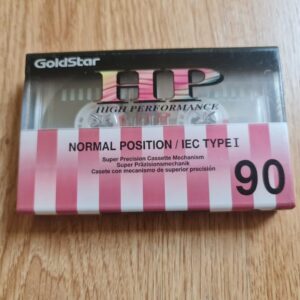 GoldStar
HP
HIGH PERFORMANCE
NORMAL POSITION / IEC TYPE I
Super Precision Cassette Mechanism
Super Präzisionsmechanik
Casete con mecanismo de superior precisión
90